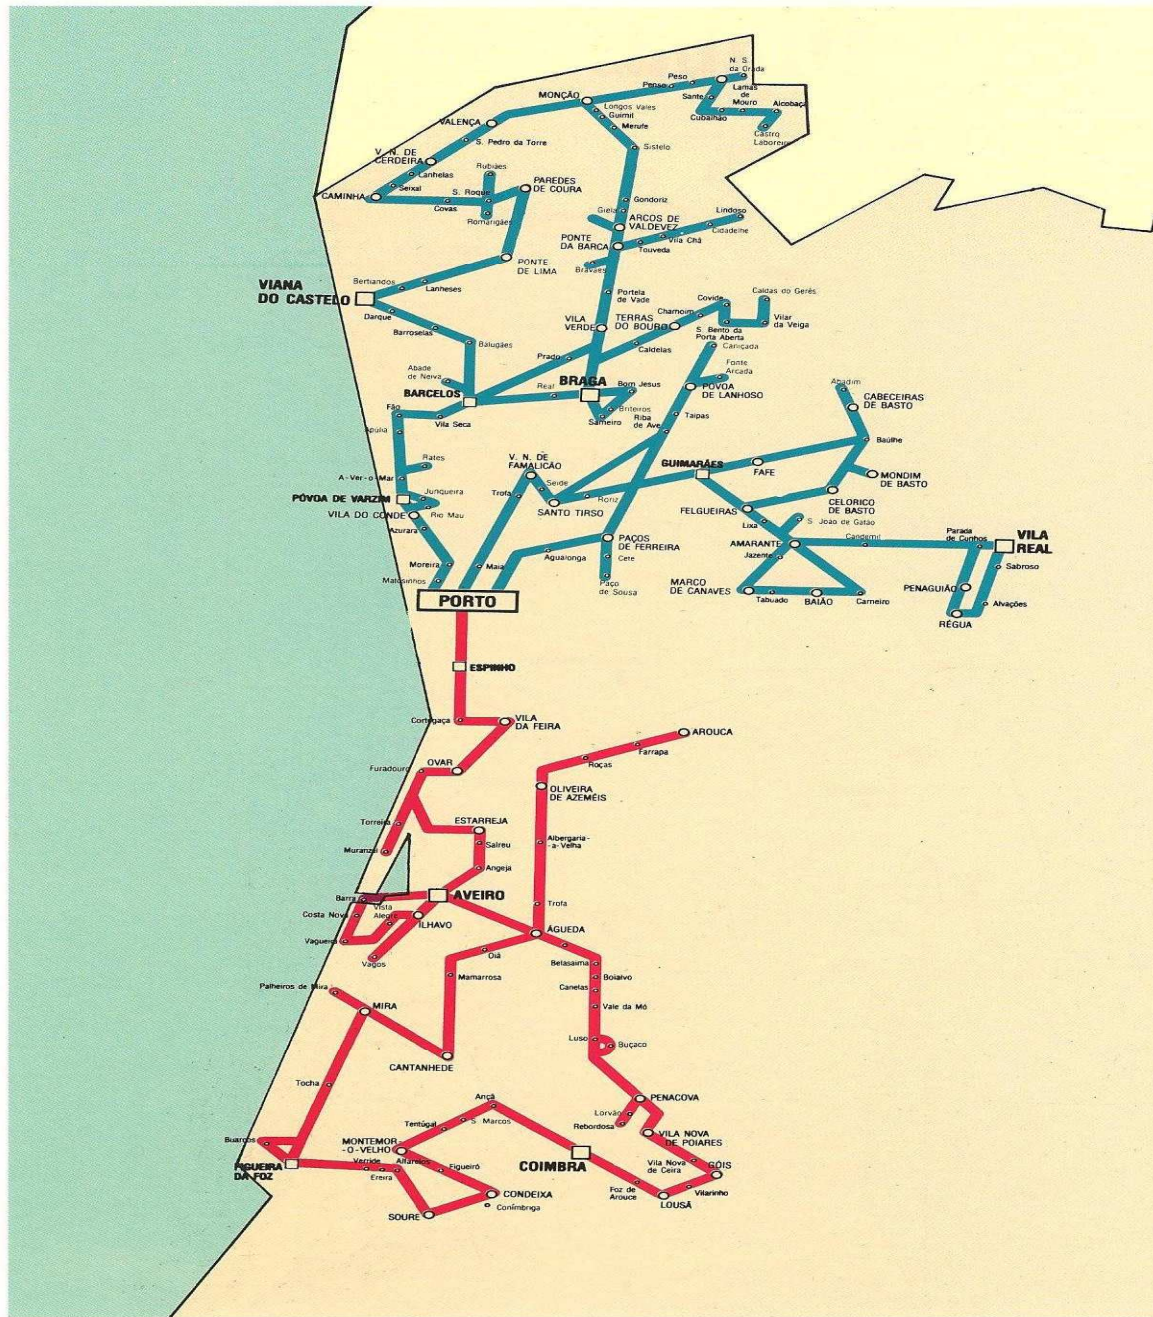 N. S.
da Orada
Peso
Penso
Sante
Lamas
de
Mouro
Alcobaça
Cubalhão
Castro
Laboreiro
MONÇÃO
Longos Vales
Guimil
Merufe
Sistelo
VALENÇA
S. Pedro da Torre
V. N. DE
CERDEIRA
Lanhelas
Seixal
CAMINHA
Rubiães
S. Roque
Covas
Romarigães
PAREDES
DE COURA
Gondoriz
Giela
ARCOS DE
VALDEVEZ
Lindoso
Cidadelhe
PONTE
DA BARCA
Vila Chã
Touveda
Bravães
PONTE
DE LIMA
Bertiandos
Lanheses
VIANA
DO CASTELO
Darque
Barroselas
Balugães
Portela
de Vade
VILA
VERDE
TERRAS
DO BOURO
Chamoim
Covide
Caldas do Gerês
Vilar
da Veiga
S. Bento da
Porta Aberta
Caniçada
Caldelas
Prado
Fonte
Arcada
Abade
de Neiva
BARCELOS
Real
BRAGA
Bom Jesus
Briteiros
Sameiro
POVOA
DE LANHOSO
Abadim
CABECEIRAS
DE BASTO
Fão
Vila Seca
Apúlia
Riba
de Ave
Taipas
Baúlhe
Rates
A-Ver-o-Mar
V. N. DE
FAMALICÃO
Seide
Trofa
GUIMARÃES
FAFE
MONDIM
DE BASTO
Junqueira
PÓVOA DE VARZIM
Rio Mau
VILA DO CONDE
SANTO TIRSO
Roriz
FELGUEIRAS
CELORICO
DE BASTO
Azurara
Lixa
S. João de Gatão
PAÇOS
DE FERREIRA
Agualonga
Cete
AMARANTE
Candemil
Parada
de Cunhos
VILA
REAL
Jazente
Moreira
Maia
Sabroso
Matosinhos
Paço
de Sousa
MARCO
DE CANAVES
Tabuado
BAIÃO
Carneiro
PENAGUIÃO
Alvações
RÉGUA
PORTO
ESPINHO
Cortegaça
VILA
DA FEIRA
AROUCA
Farrapa
Roças
Furadouro
OVAR
OLIVEIRA
DE AZEMÉIS
Torreira
ESTARREJA
Salreu
Albergaria-
-a-Velha
Muranzel
Angeja
Barra
AVEIRO
Vista
Alegre
Costa Nova
ÍLHAVO
Trofa
ÁGUEDA
Vagueira
Vagos
Oiã
Belasaima
Mamarrosa
Boialvo
Canelas
Palheiros de Mira
MIRA
Vale da Mó
Luso
Buçaco
CANTANHEDE
Tocha
PENACOVA
Ançã
Lorvão
Rebordosa
S. Marcos
Tentúgal
VILA NOVA
DE POIARES
Buarcos
MONTEMOR-
-O-VELHO
COIMBRA
FIGUEIRA
DA FOZ
Verride
Alfarelos
Ereira
Figueiró
Vila Nova
de Ceira
GÓIS
Foz de
Arouce
Vilarinho
LOUSÃ
CONDEIXA
Conímbriga
SOURE